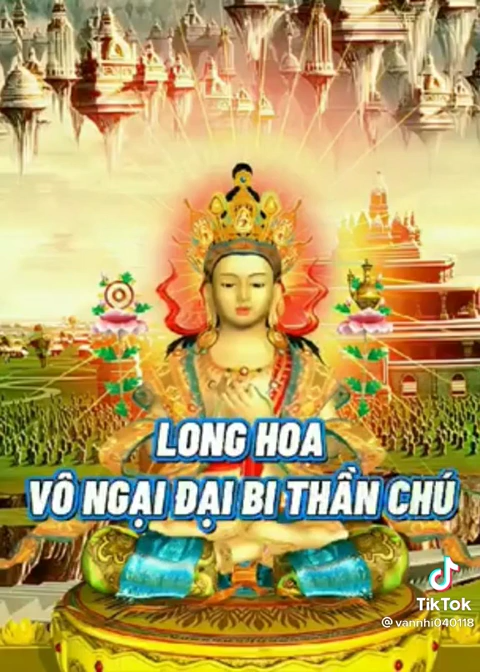 LONG HOA
VÔ NGẠI ĐẠI BI THẦN CHÚ
TikTok
@vannhi040118